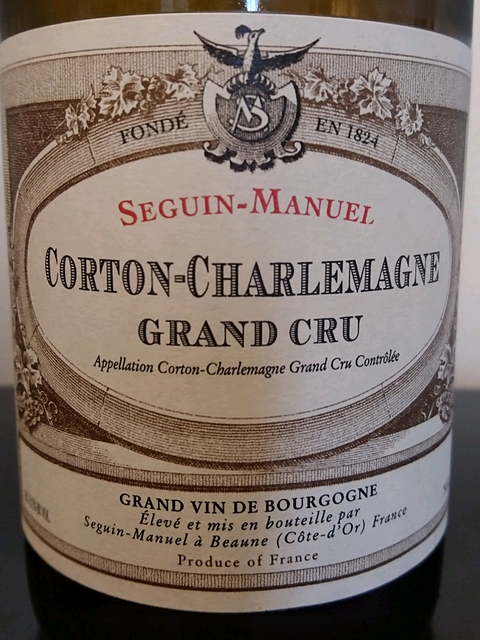 FONDÉ EN 1824
SEGUIN-MANUEL
CORTON-CHARLEMAGNE
GRAND CRU
Appellation Corton-Charlemagne Grand Cru Contrôlée
GRAND VIN DE BOURGOGNE
Élevé et mis en bouteille par
Seguin-Manuel à Beaune (Côte-d'Or) France
Produce of France